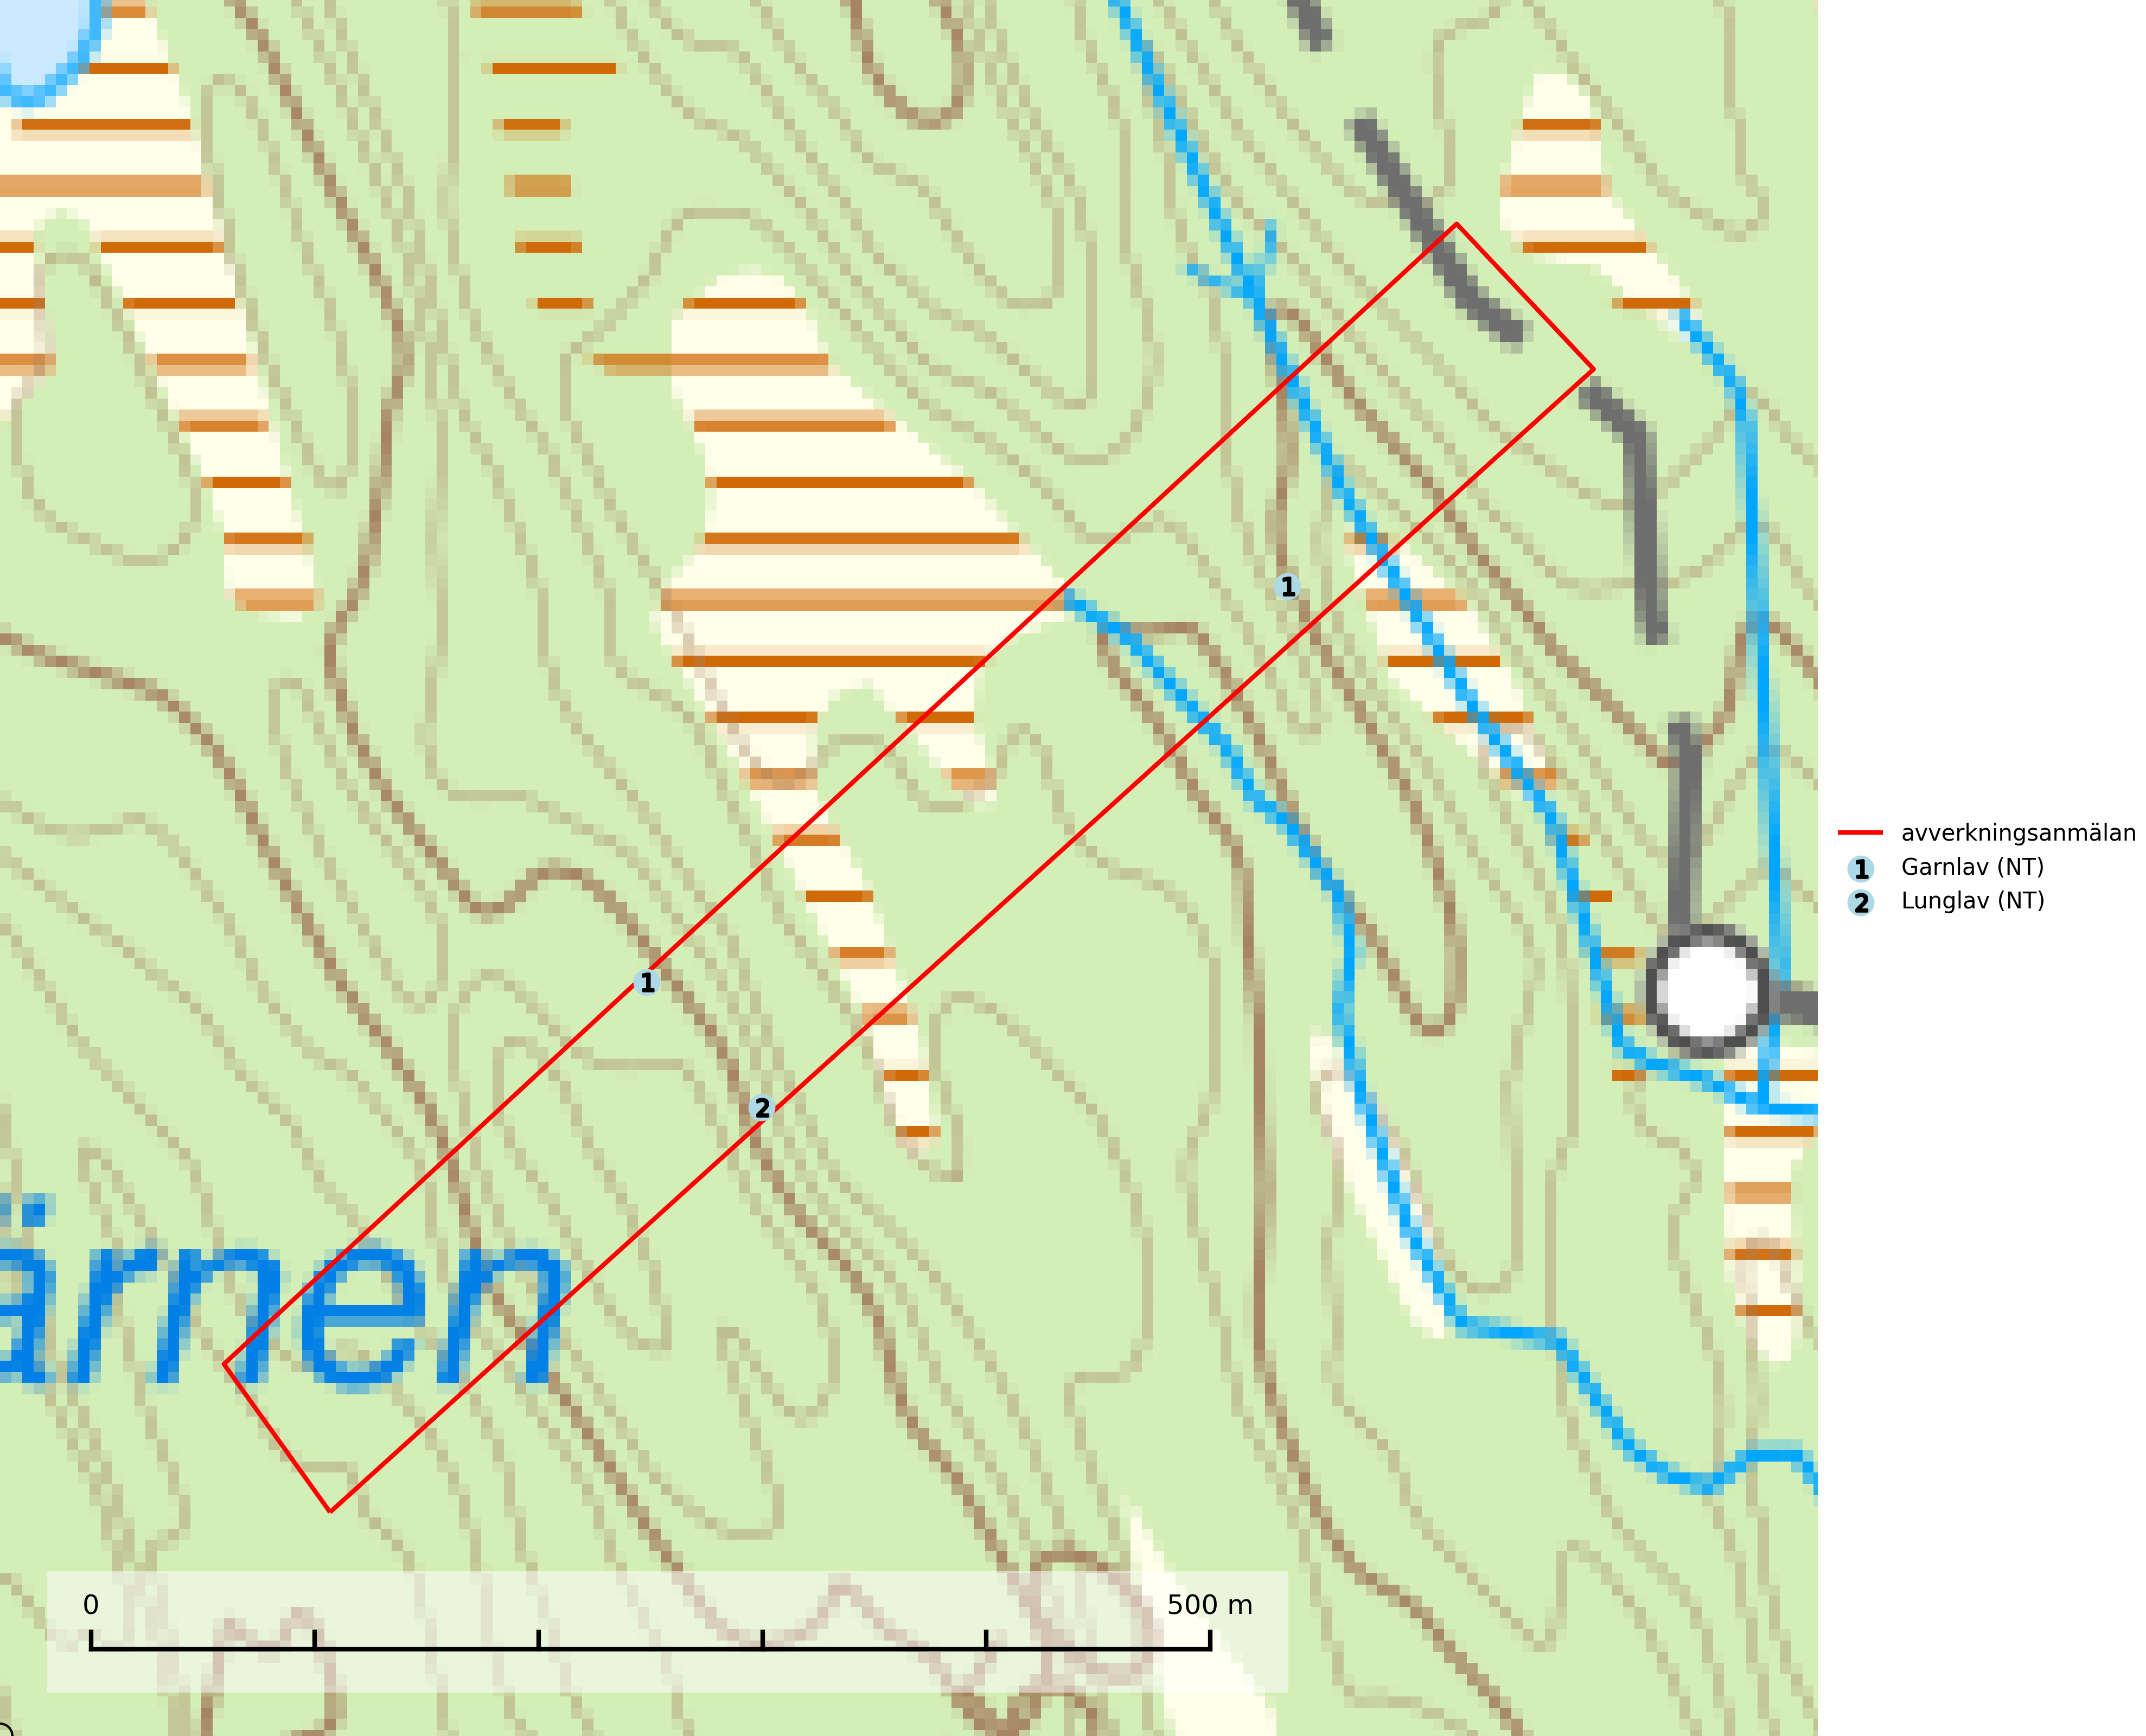 1
1
2
ärnen
0
500 m
avverkningsanmälan
1 Garnlav (NT)
2 Lunglav (NT)